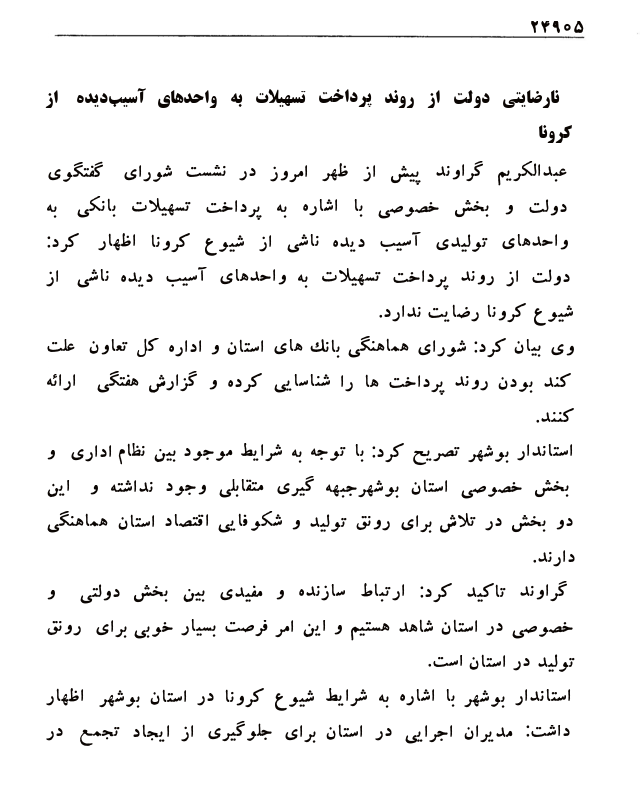 ۲۴۹۰۵
نارضایتی دولت از روند پرداخت تسهیلات به واحدهای آسیب‌دیده از
کرونا
عبدالکریم گراوند پیش از ظهر امروز در نشست شورای گفتگوی
دولت و بخش خصوصی با اشاره به پرداخت تسهیلات بانکی به
واحدهای تولیدی آسیب دیده ناشی از شیوع کرونا اظهار کرد:
دولت از روند پرداخت تسهیلات به واحدهای آسیب دیده ناشی از
شیوع کرونا رضایت ندارد.
وی بیان کرد: شورای هماهنگی بانك های استان و اداره کل تعاون علت
کند بودن روند پرداخت ها را شناسایی کرده و گزارش هفتگی ارائه
کنند.
استاندار بوشهر تصریح کرد: با توجه به شرایط موجود بین نظام اداری و
بخش خصوصی استان بوشهرجبهه گیری متقابلی وجود نداشته و این
دو بخش در تلاش برای رونق تولید و شکوفایی اقتصاد استان هماهنگی
دارند.
گراوند تاکید کرد: ارتباط سازنده و مفیدی بین بخش دولتی و
خصوصی در استان شاهد هستیم و این امر فرصت بسیار خوبی برای رونق
تولید در استان است.
استاندار بوشهر با اشاره به شرایط شیوع کرونا در استان بوشهر اظهار
داشت: مدیران اجرایی در استان برای جلوگیری از ایجاد تجمع در